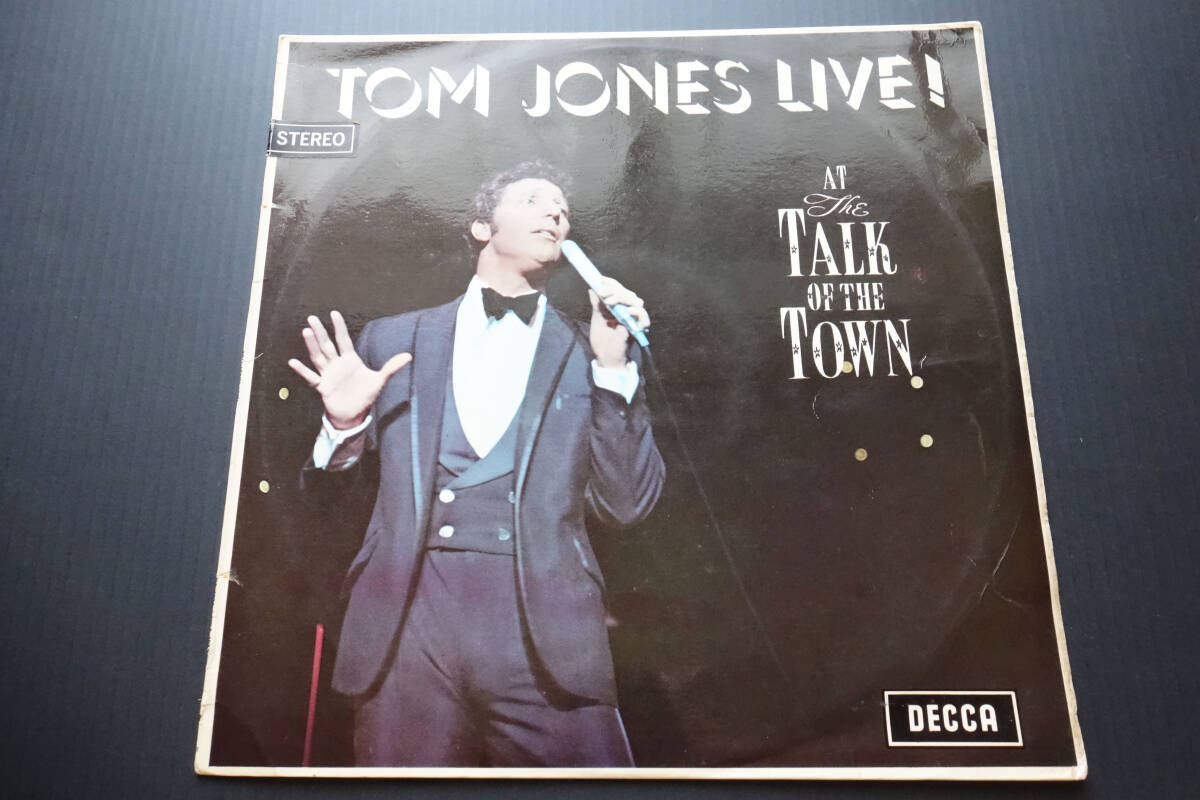 TOM JONES LIVE!
STEREO
AT
The
TALK
OF THE
TOWN
DECCA